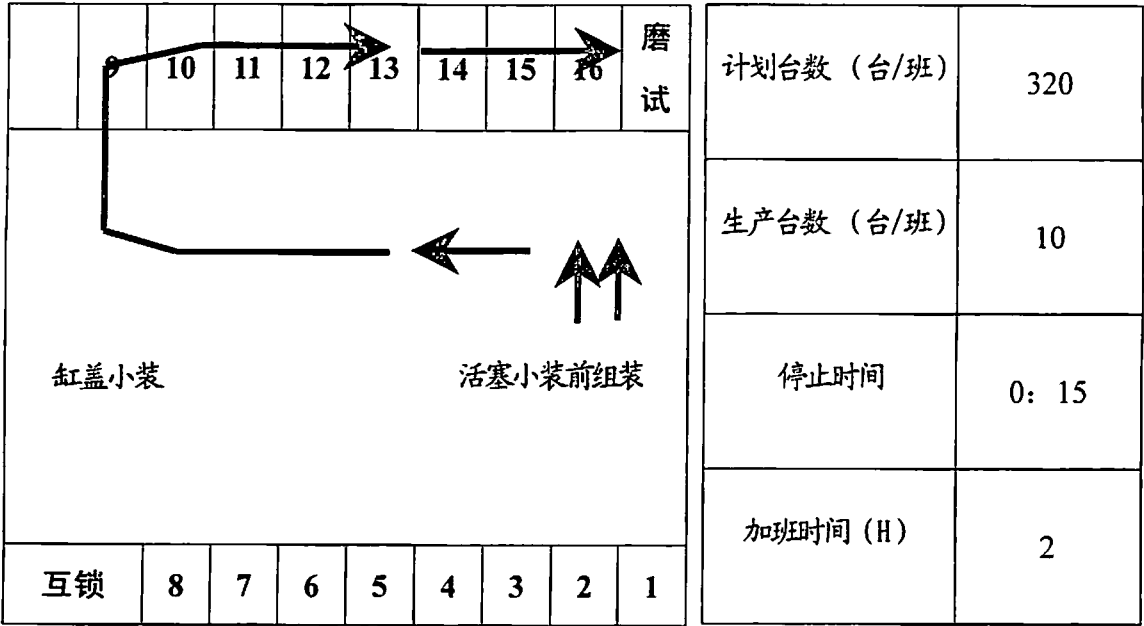 9 10 11 12 13 14 15 16 磨试
缸盖小装 活塞小装前组装
互锁 8 7 6 5 4 3 2 1
计划台数（台/班） 320
生产台数（台/班） 10
停止时间 0：15
加班时间（H） 2